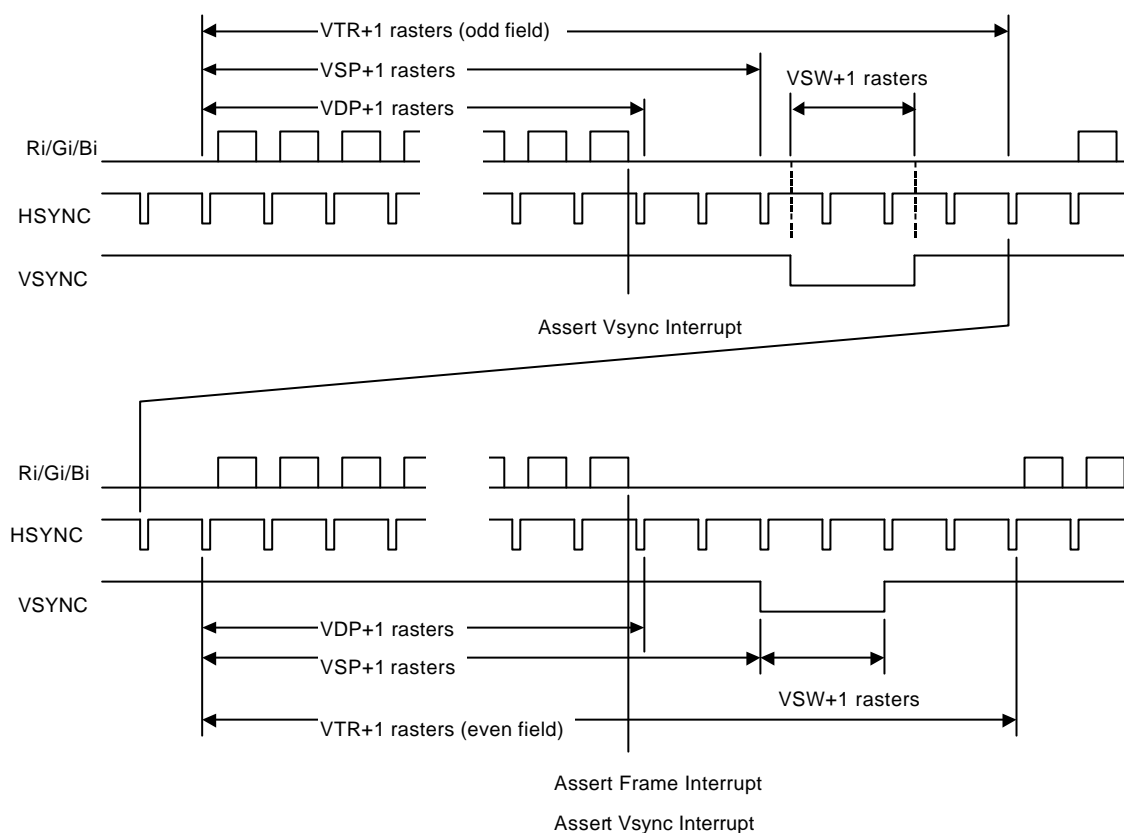 VTR+1 rasters (odd field)
VSP+1 rasters
VSW+1 rasters
VDP+1 rasters
Ri/Gi/Bi
HSYNC
VSYNC
Assert Vsync Interrupt
Ri/Gi/Bi
HSYNC
VSYNC
VDP+1 rasters
VSP+1 rasters
VSW+1 rasters
VTR+1 rasters (even field)
Assert Frame Interrupt
Assert Vsync Interrupt